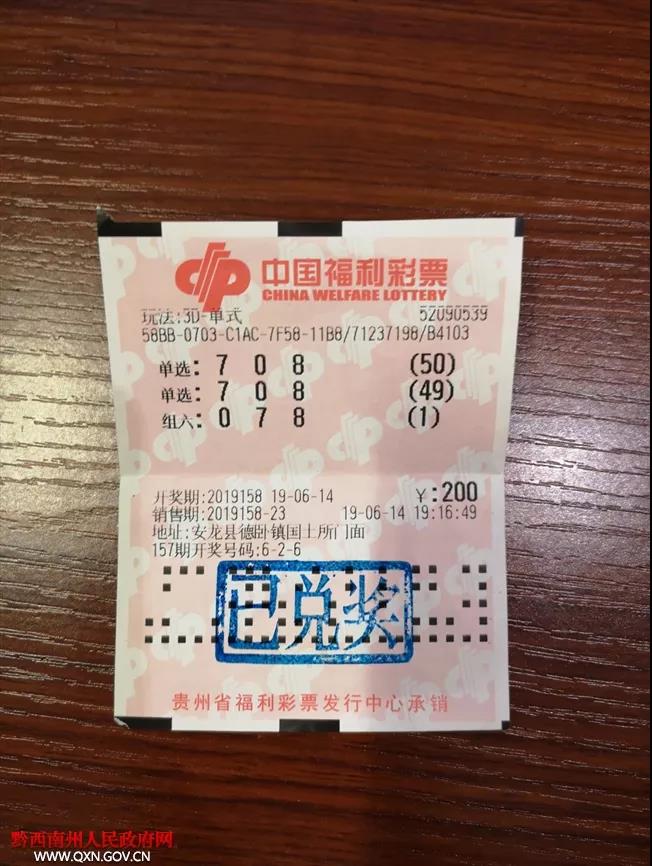 中国福利彩票
CHINA WELFARE LOTTERY
玩法:3D-单式 52090539
58BB-0703-C1AC-7F58-11B8/71237198/B4103
单选: 7 0 8 (50)
单选: 7 0 8 (49)
组六: 0 7 8 (1)
开奖期:2019158 19-06-14 ¥:200
销售期:2019158-23 19-06-14 19:16:49
地址:安龙县德卧镇国土所门面
157期开奖号码:6-2-6
已兑奖
贵州省福利彩票发行中心承销
黔西南州人民政府网
WWW.QXN.GOV.CN